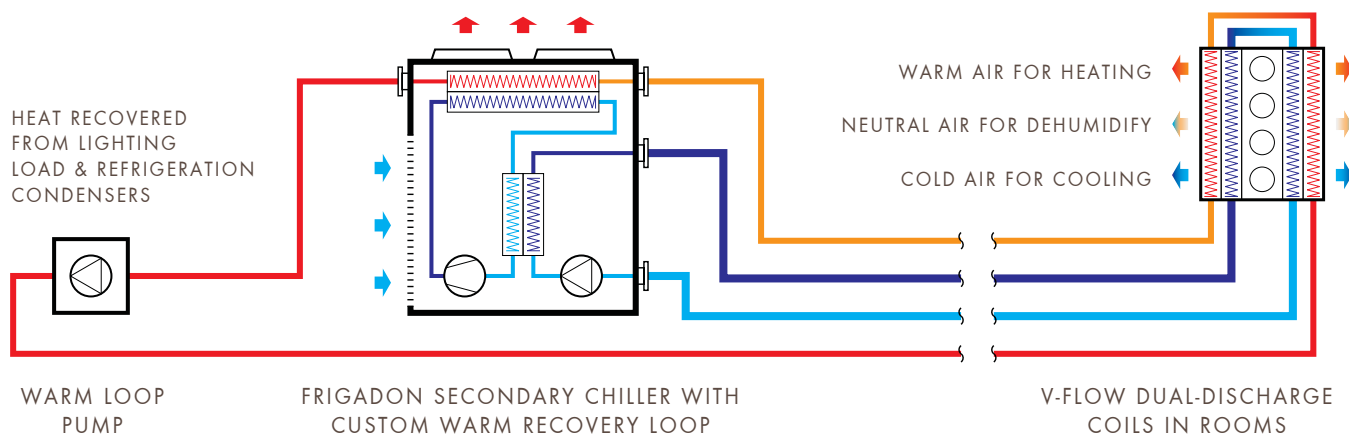 HEAT RECOVERED
FROM LIGHTING
LOAD & REFRIGERATION
CONDENSERS
WARM AIR FOR HEATING
NEUTRAL AIR FOR DEHUMIDIFY
COLD AIR FOR COOLING
WARM LOOP
PUMP
FRIGADON SECONDARY CHILLER WITH
CUSTOM WARM RECOVERY LOOP
V-FLOW DUAL-DISCHARGE
COILS IN ROOMS